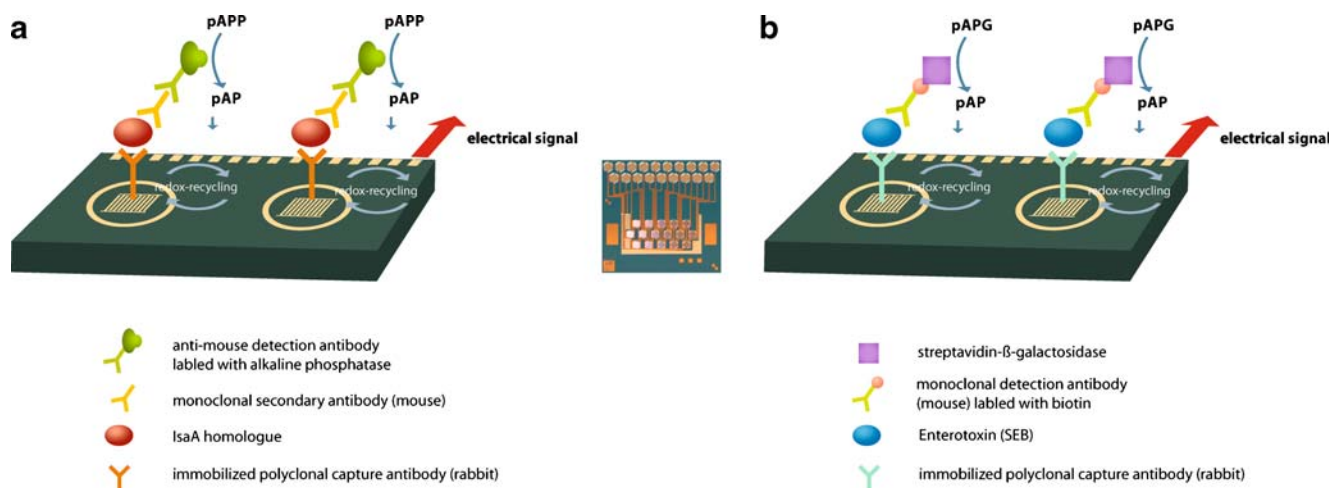 a
pAPP
pAP
pAPP
pAP
electrical signal
redox-recycling
redox-recycling
anti-mouse detection antibody
labled with alkaline phosphatase
monoclonal secondary antibody (mouse)
IsaA homologue
immobilized polyclonal capture antibody (rabbit)
b
pAPG
pAP
pAPG
pAP
electrical signal
redox-recycling
redox-recycling
streptavidin-ß-galactosidase
monoclonal detection antibody
(mouse) labled with biotin
Enterotoxin (SEB)
immobilized polyclonal capture antibody (rabbit)